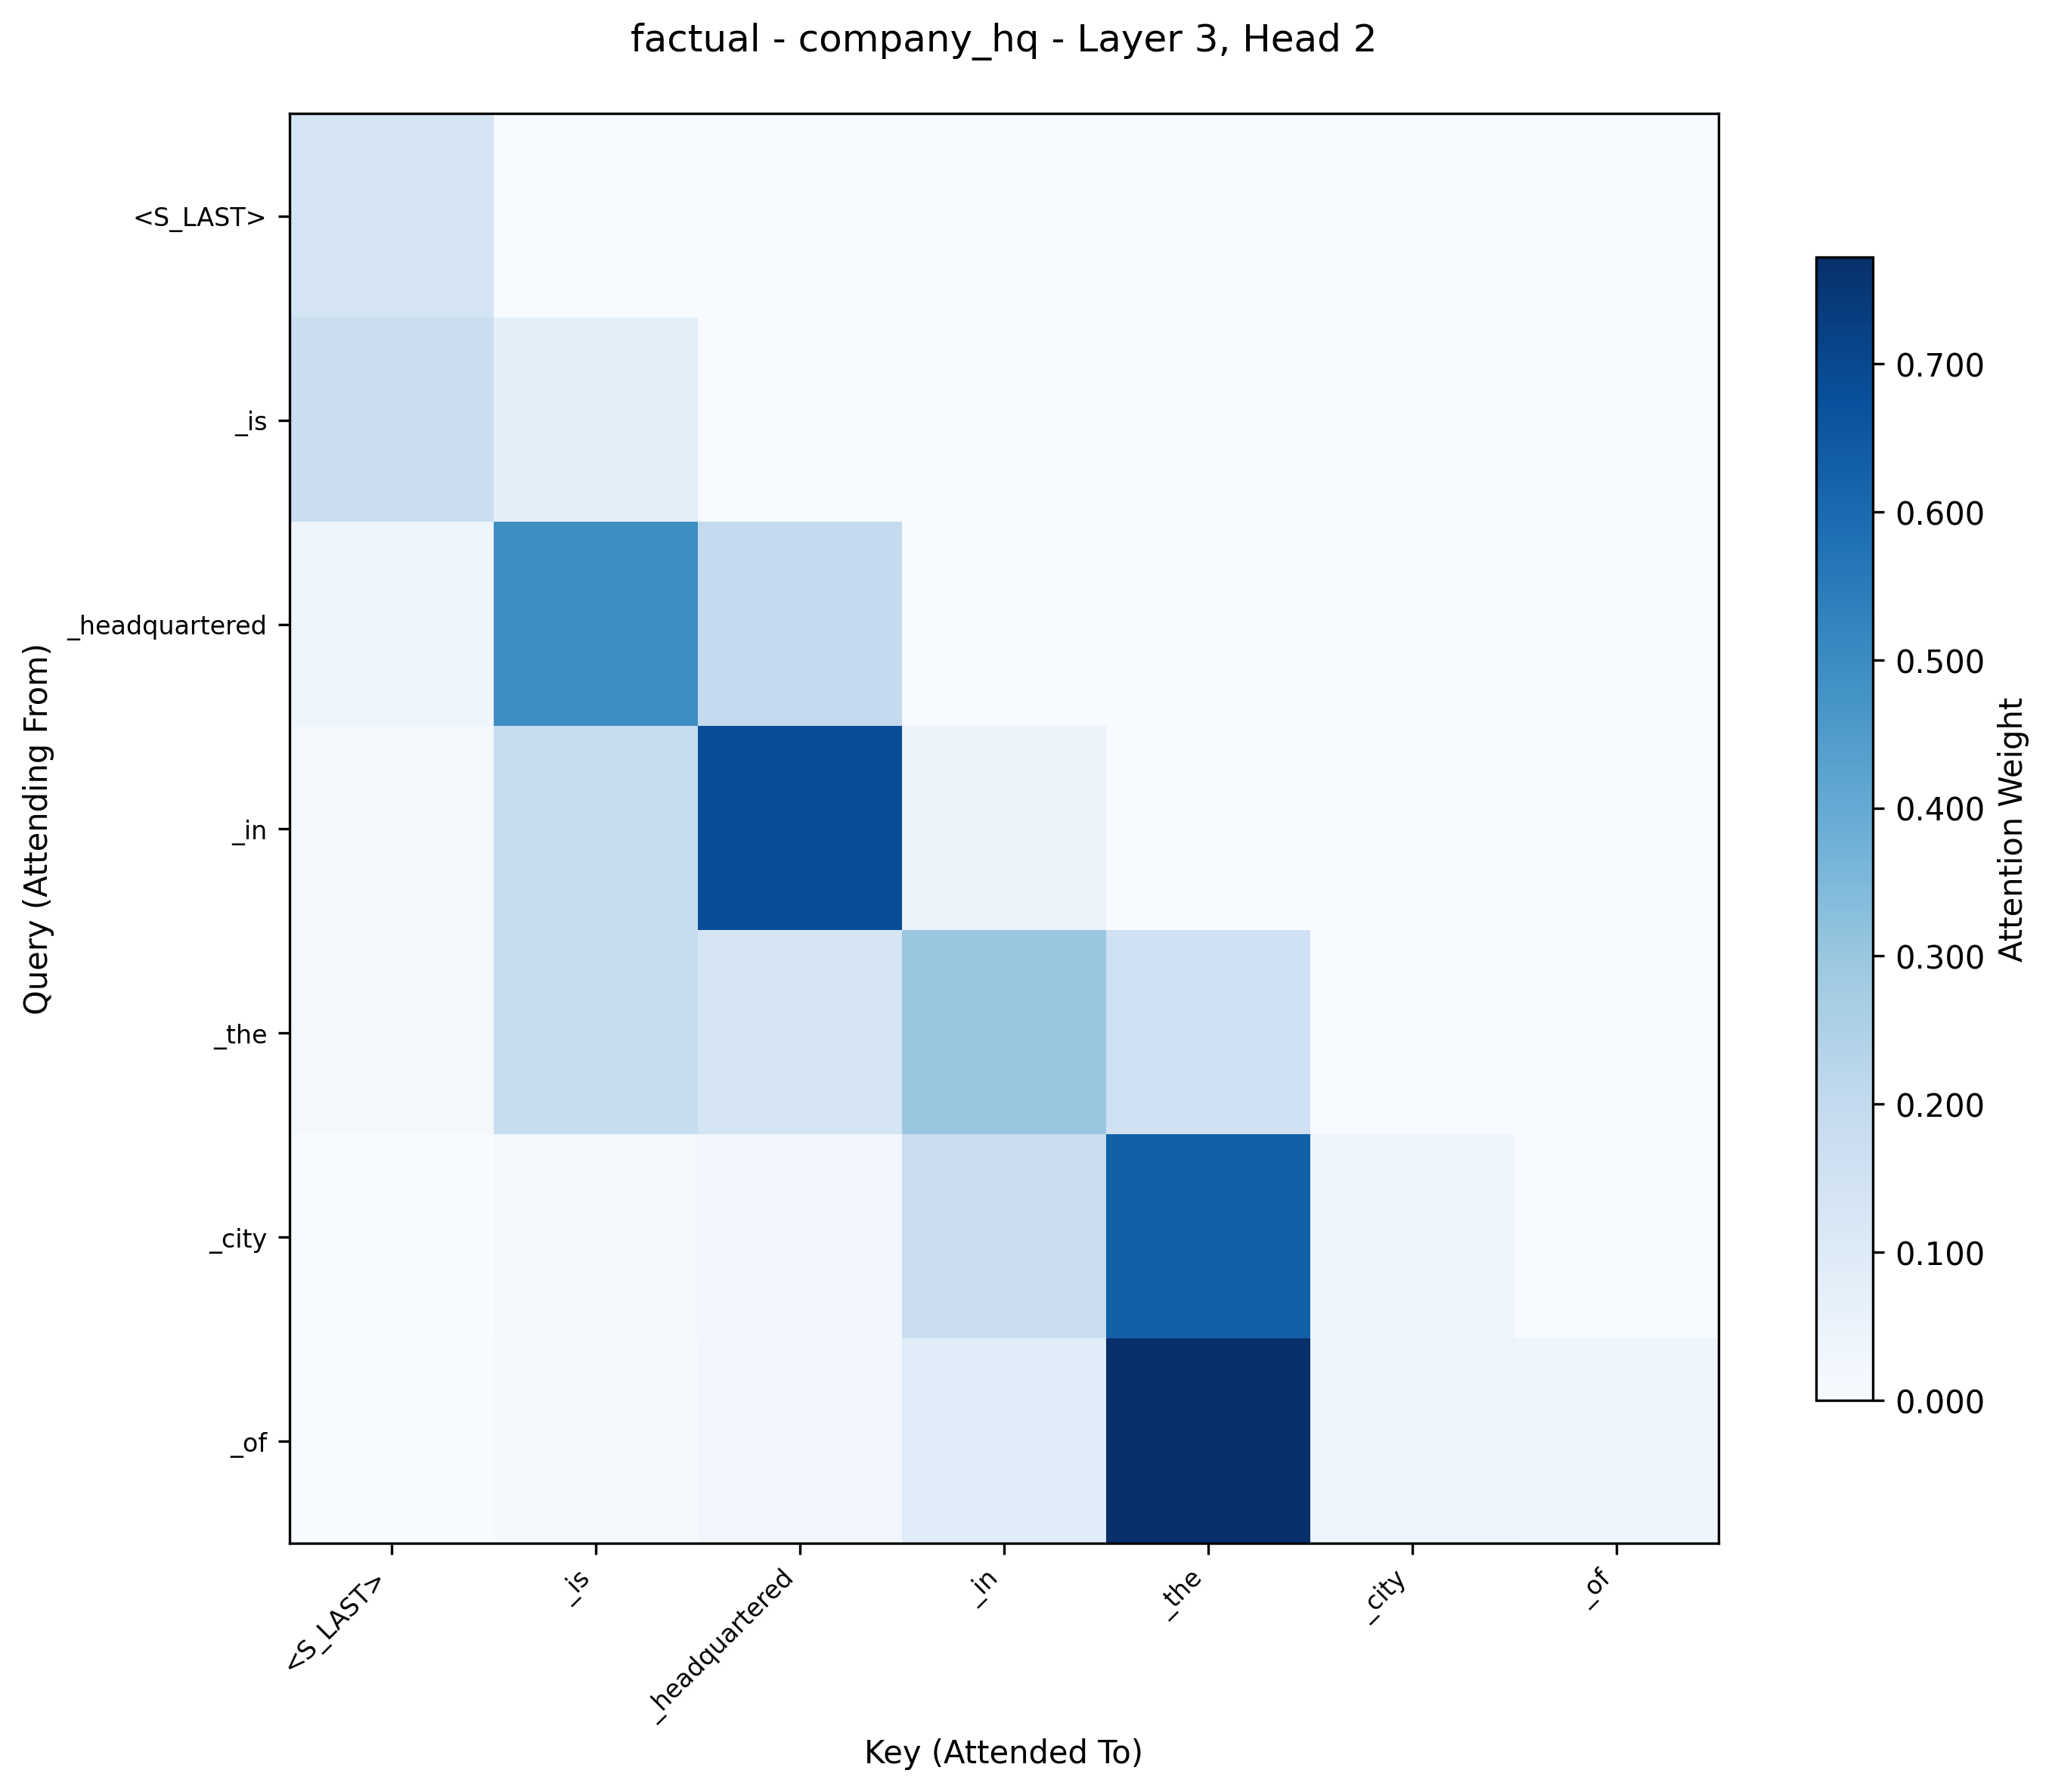 factual - company_hq - Layer 3, Head 2
Query (Attending From)
<S_LAST>
_is
_headquartered
_in
_the
_city
_of
<S_LAST>
_is
_headquartered
_in
_the
_city
_of
Key (Attended To)
0.700
0.600
0.500
0.400
0.300
0.200
0.100
0.000
Attention Weight